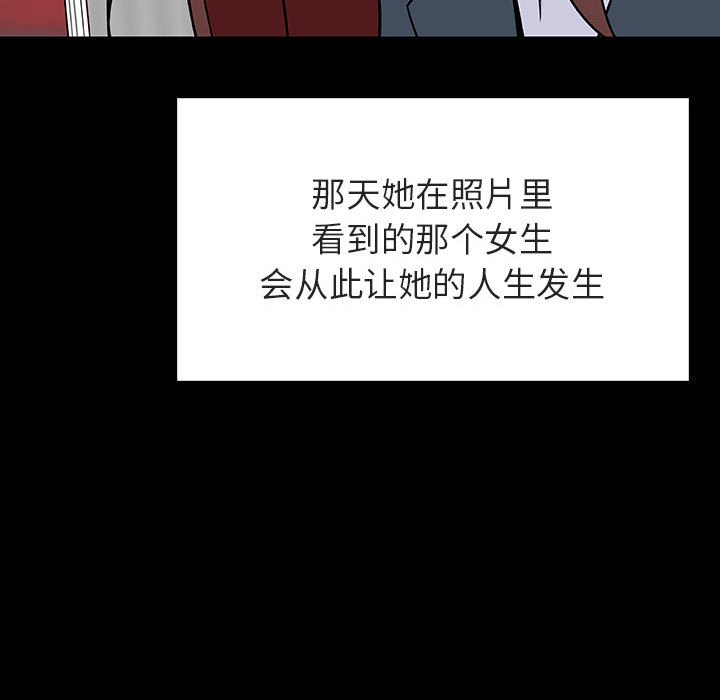 那天她在照片里
看到的那个女生
会从此让她的人生发生